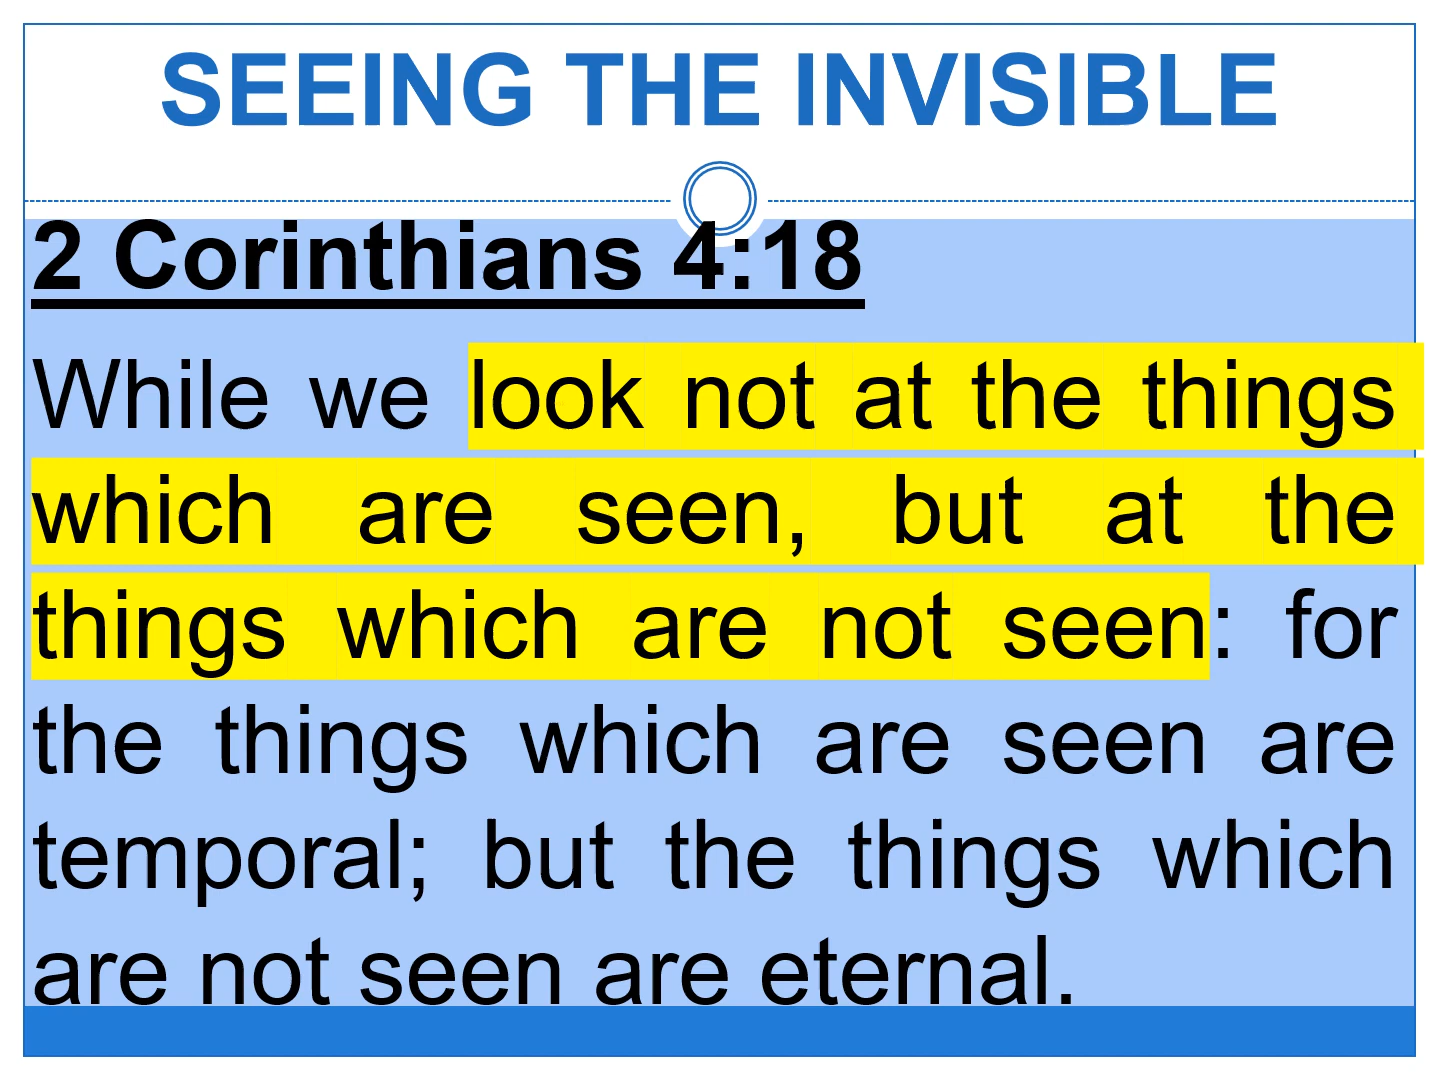 SEEING THE INVISIBLE
2 Corinthians 4:18
While we look not at the things
which are seen, but at the
things which are not seen: for
the things which are seen are
temporal; but the things which
are not seen are eternal.